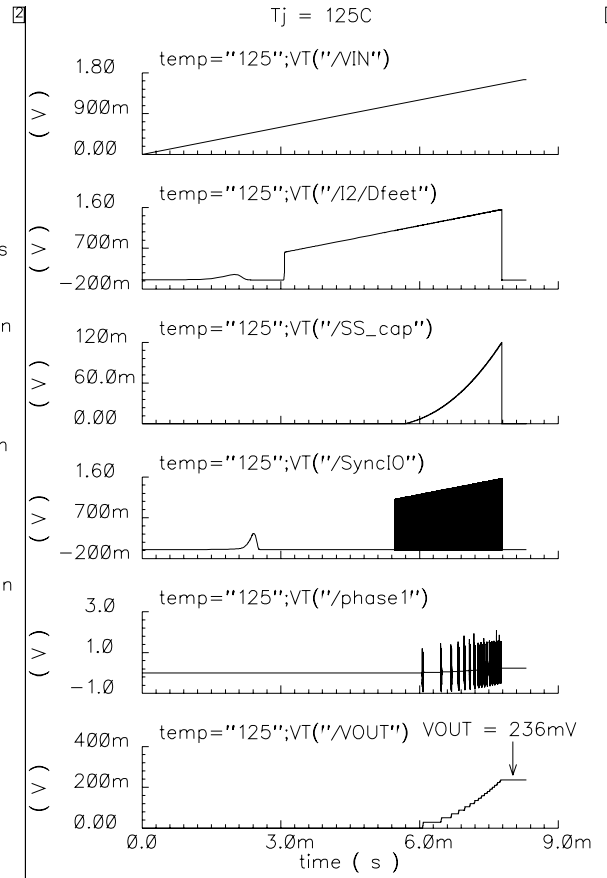 2
Tj = 125C
temp="125";VT("/VIN")
1.80
900m
0.00
( V )
temp="125";VT("/I2/Dfeet")
1.60
700m
-200m
( V )
s
temp="125";VT("/SS_cap")
120m
60.0m
0.00
( V )
n
temp="125";VT("/SyncIO")
1.60
700m
-200m
( V )
temp="125";VT("/phase1")
3.0
1.0
-1.0
( V )
n
temp="125";VT("/VOUT")
VOUT = 236mV
400m
200m
0.00
( V )
0.0 3.0m 6.0m 9.0m
time ( s )